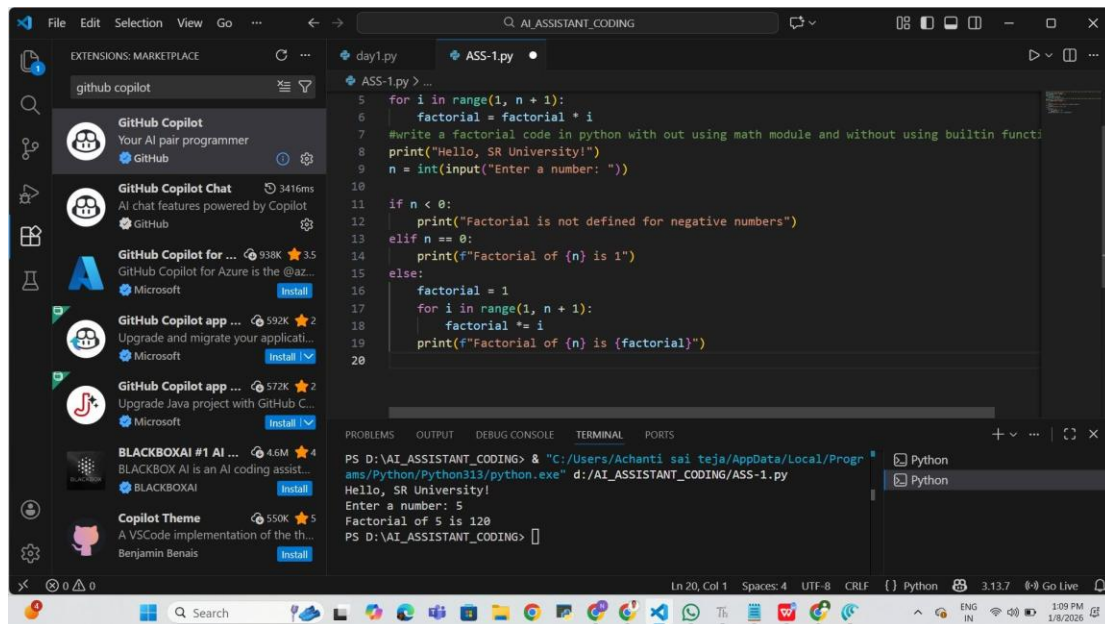 File Edit Selection View Go ... AI_ASSISTANT_CODING
EXTENSIONS: MARKETPLACE
github copilot
GitHub Copilot
Your AI pair programmer
GitHub
GitHub Copilot Chat 3416ms
AI chat features powered by Copilot
GitHub
GitHub Copilot for ... 938K 3.5
GitHub Copilot for Azure is the @az...
Microsoft Install
GitHub Copilot app ... 592K 2
Upgrade and migrate your applicati...
Microsoft Install
GitHub Copilot app ... 572K 2
Upgrade Java project with GitHub C...
Microsoft Install
BLACKBOXAI #1 AI ... 4.6M 4
BLACKBOX AI is an AI coding assist...
BLACKBOXAI Install
Copilot Theme 550K 5
A VSCode implementation of the th...
Benjamin Benais Install
day1.py ASS-1.py
ASS-1.py > ...
5 for i in range(1, n + 1):
6 factorial = factorial * i
7 #write a factorial code in python with out using math module and without using builtin functi
8 print("Hello, SR University!")
9 n = int(input("Enter a number: "))
10
11 if n < 0:
12 print("Factorial is not defined for negative numbers")
13 elif n == 0:
14 print(f"Factorial of {n} is 1")
15 else:
16 factorial = 1
17 for i in range(1, n + 1):
18 factorial *= i
19 print(f"Factorial of {n} is {factorial}")
20
PROBLEMS OUTPUT DEBUG CONSOLE TERMINAL PORTS
PS D:\AI_ASSISTANT_CODING> & "C:/Users/Achanti sai teja/AppData/Local/Progr
ams/Python/Python313/python.exe" d:/AI_ASSISTANT_CODING/ASS-1.py
Hello, SR University!
Enter a number: 5
Factorial of 5 is 120
PS D:\AI_ASSISTANT_CODING>
Python
Python
0 0 Ln 20, Col 1 Spaces: 4 UTF-8 CRLF {} Python 3.13.7 Go Live
Search ENG IN 1:09 PM
1/8/2026